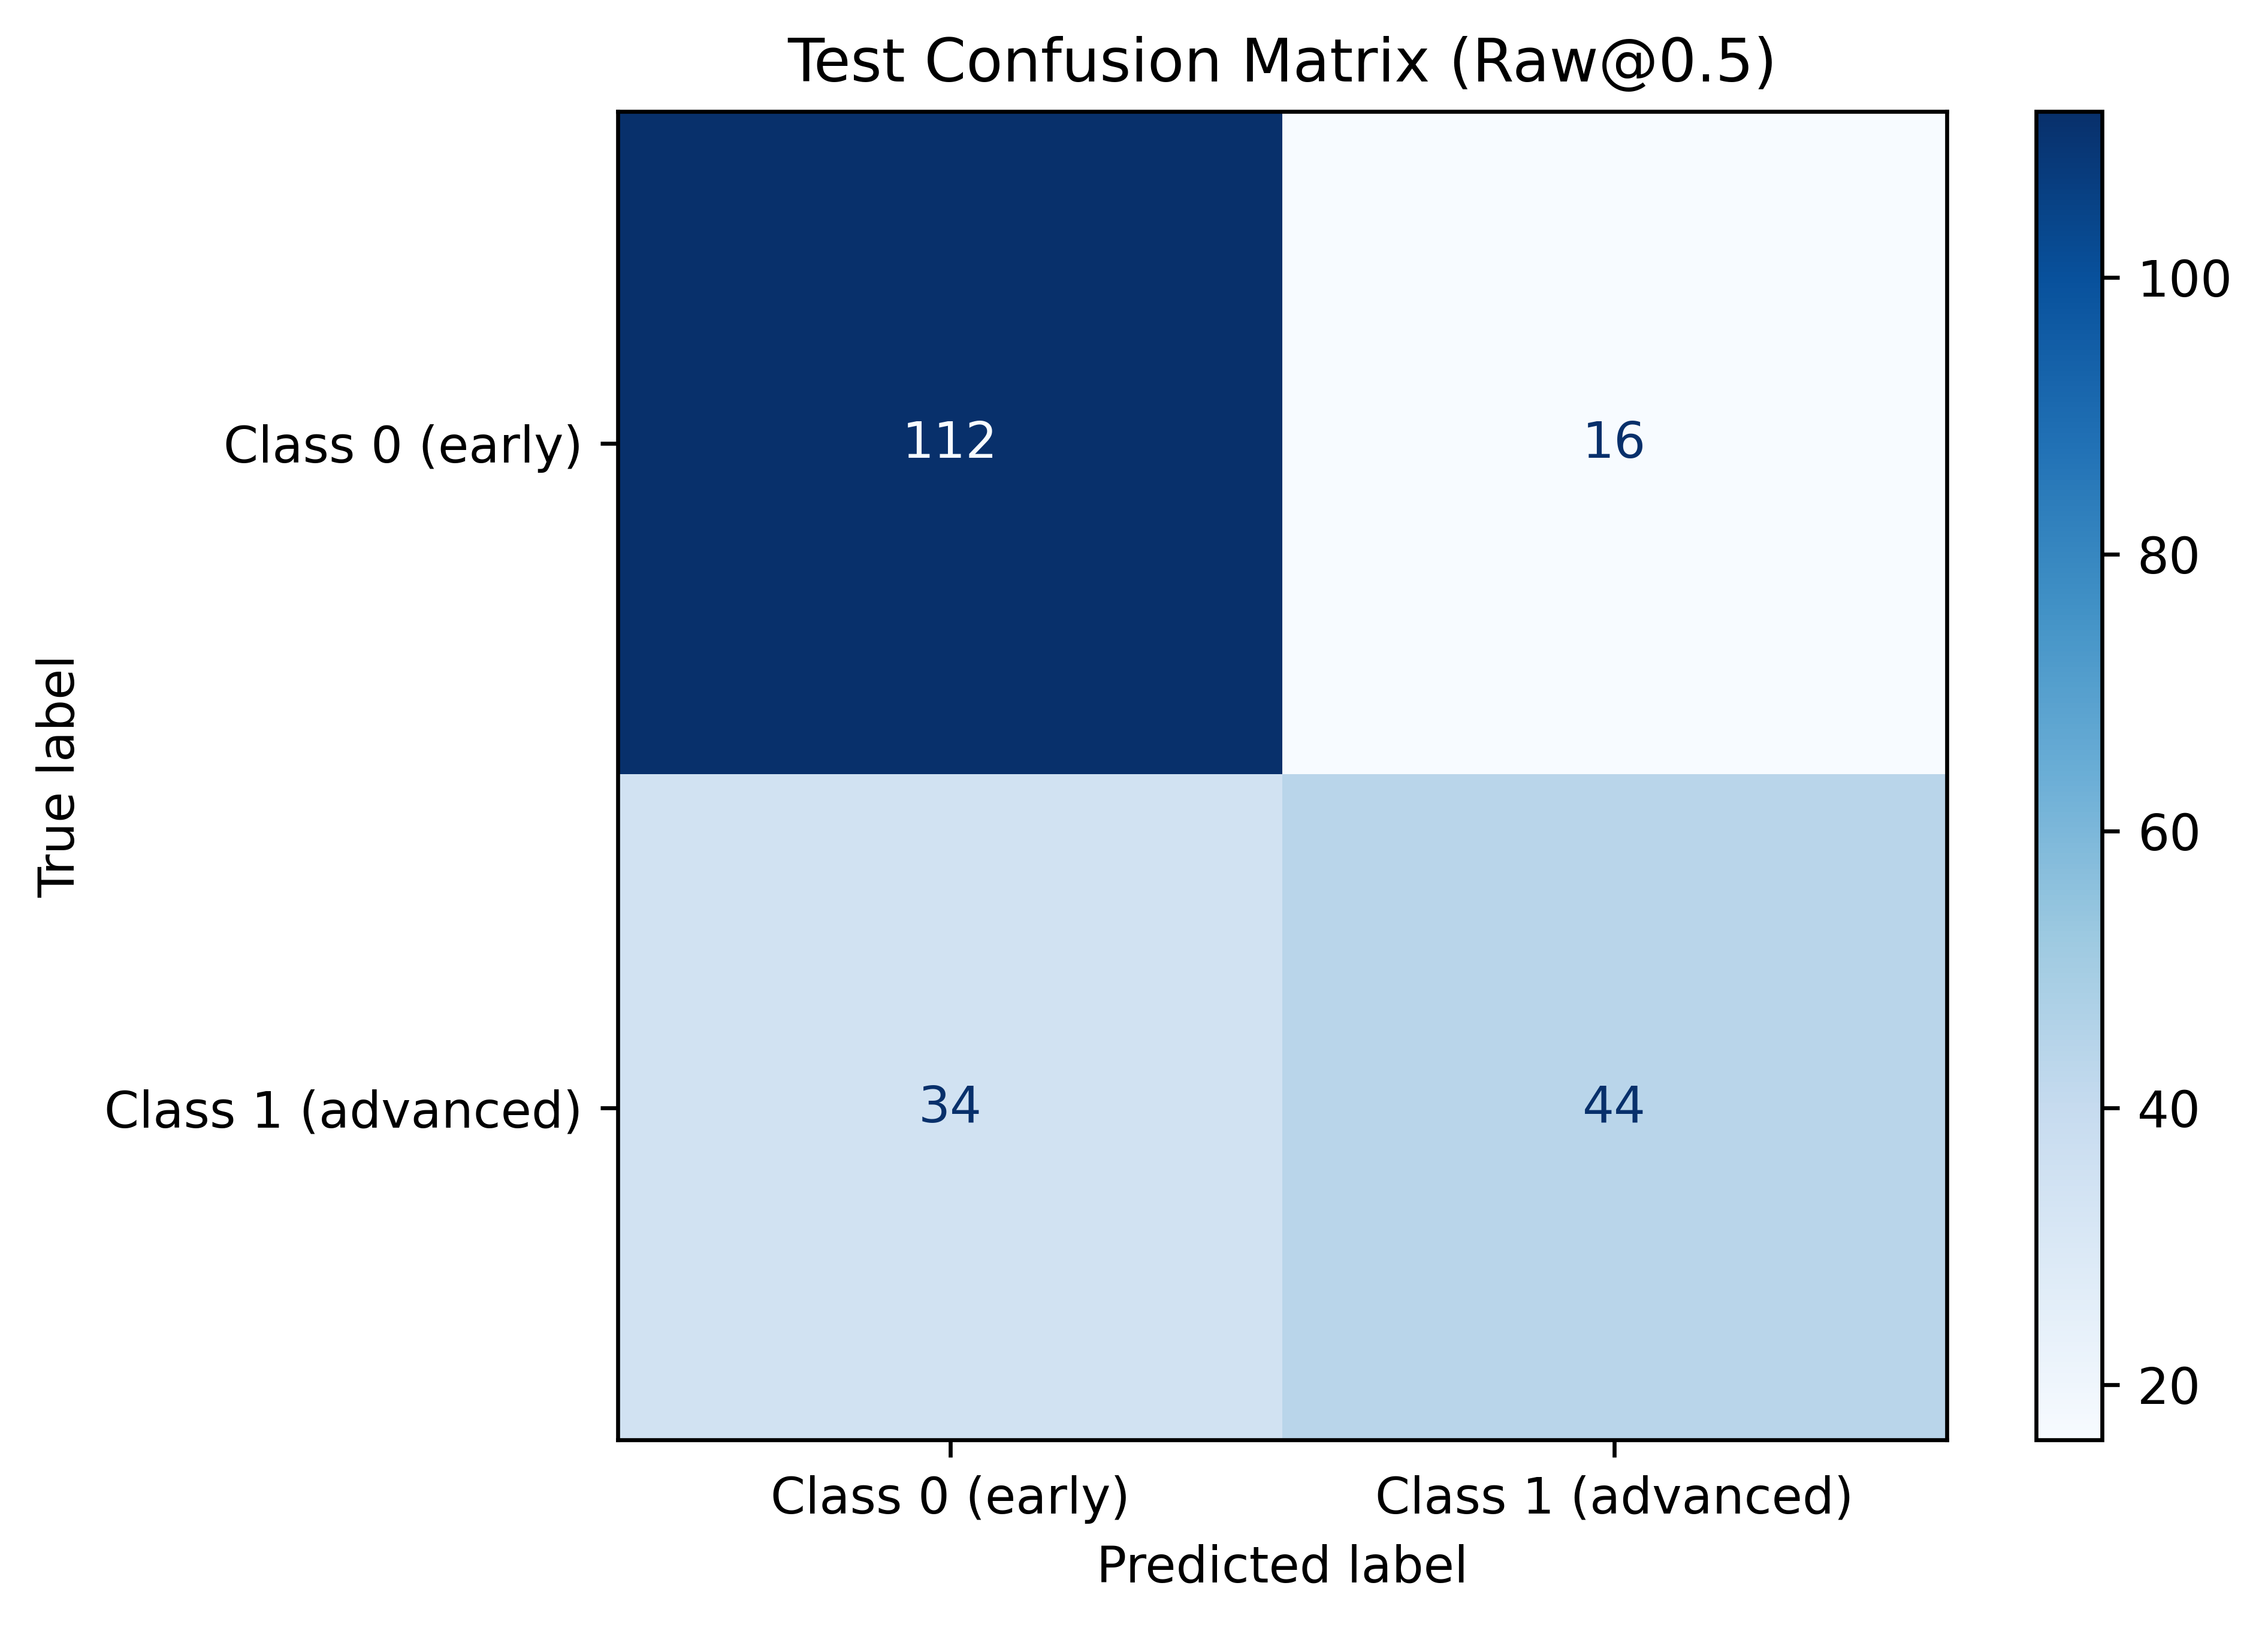 Test Confusion Matrix (Raw@0.5)
Class 0 (early)
112
16
100
80
True label
60
Class 1 (advanced)
34
44
40
20
Class 0 (early)
Class 1 (advanced)
Predicted label